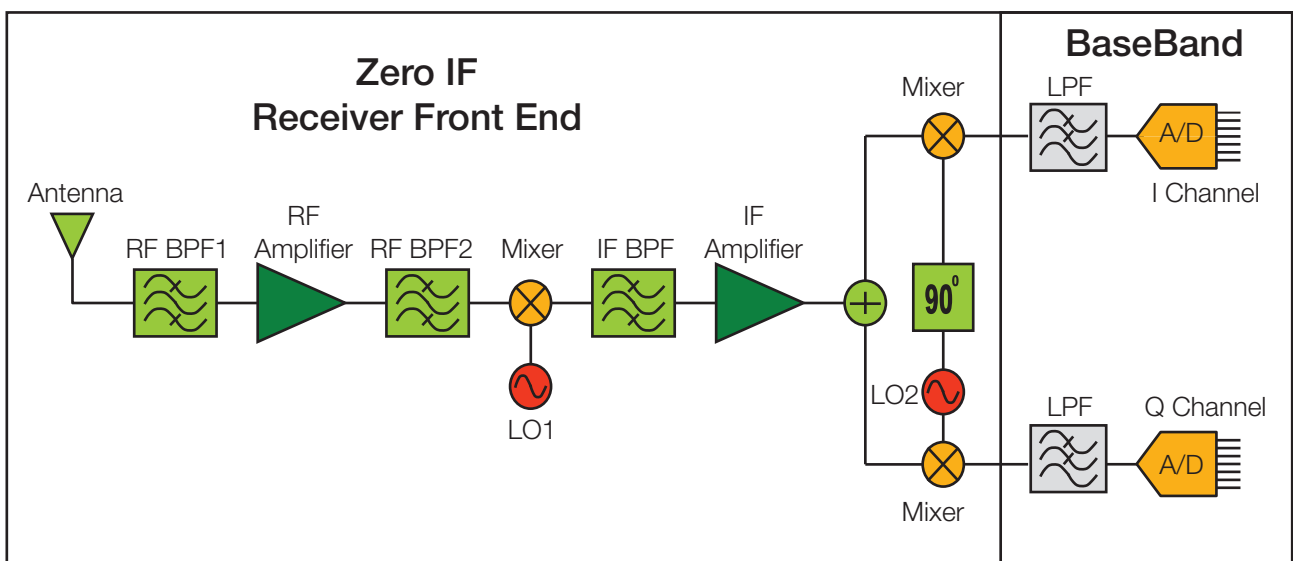 Zero IF
Receiver Front End
BaseBand
Mixer
LPF
A/D
I Channel
Antenna
RF BPF1
RF
Amplifier
RF BPF2
Mixer
IF BPF
IF
Amplifier
90⁰
LO1
LO2
LPF
Q Channel
A/D
Mixer